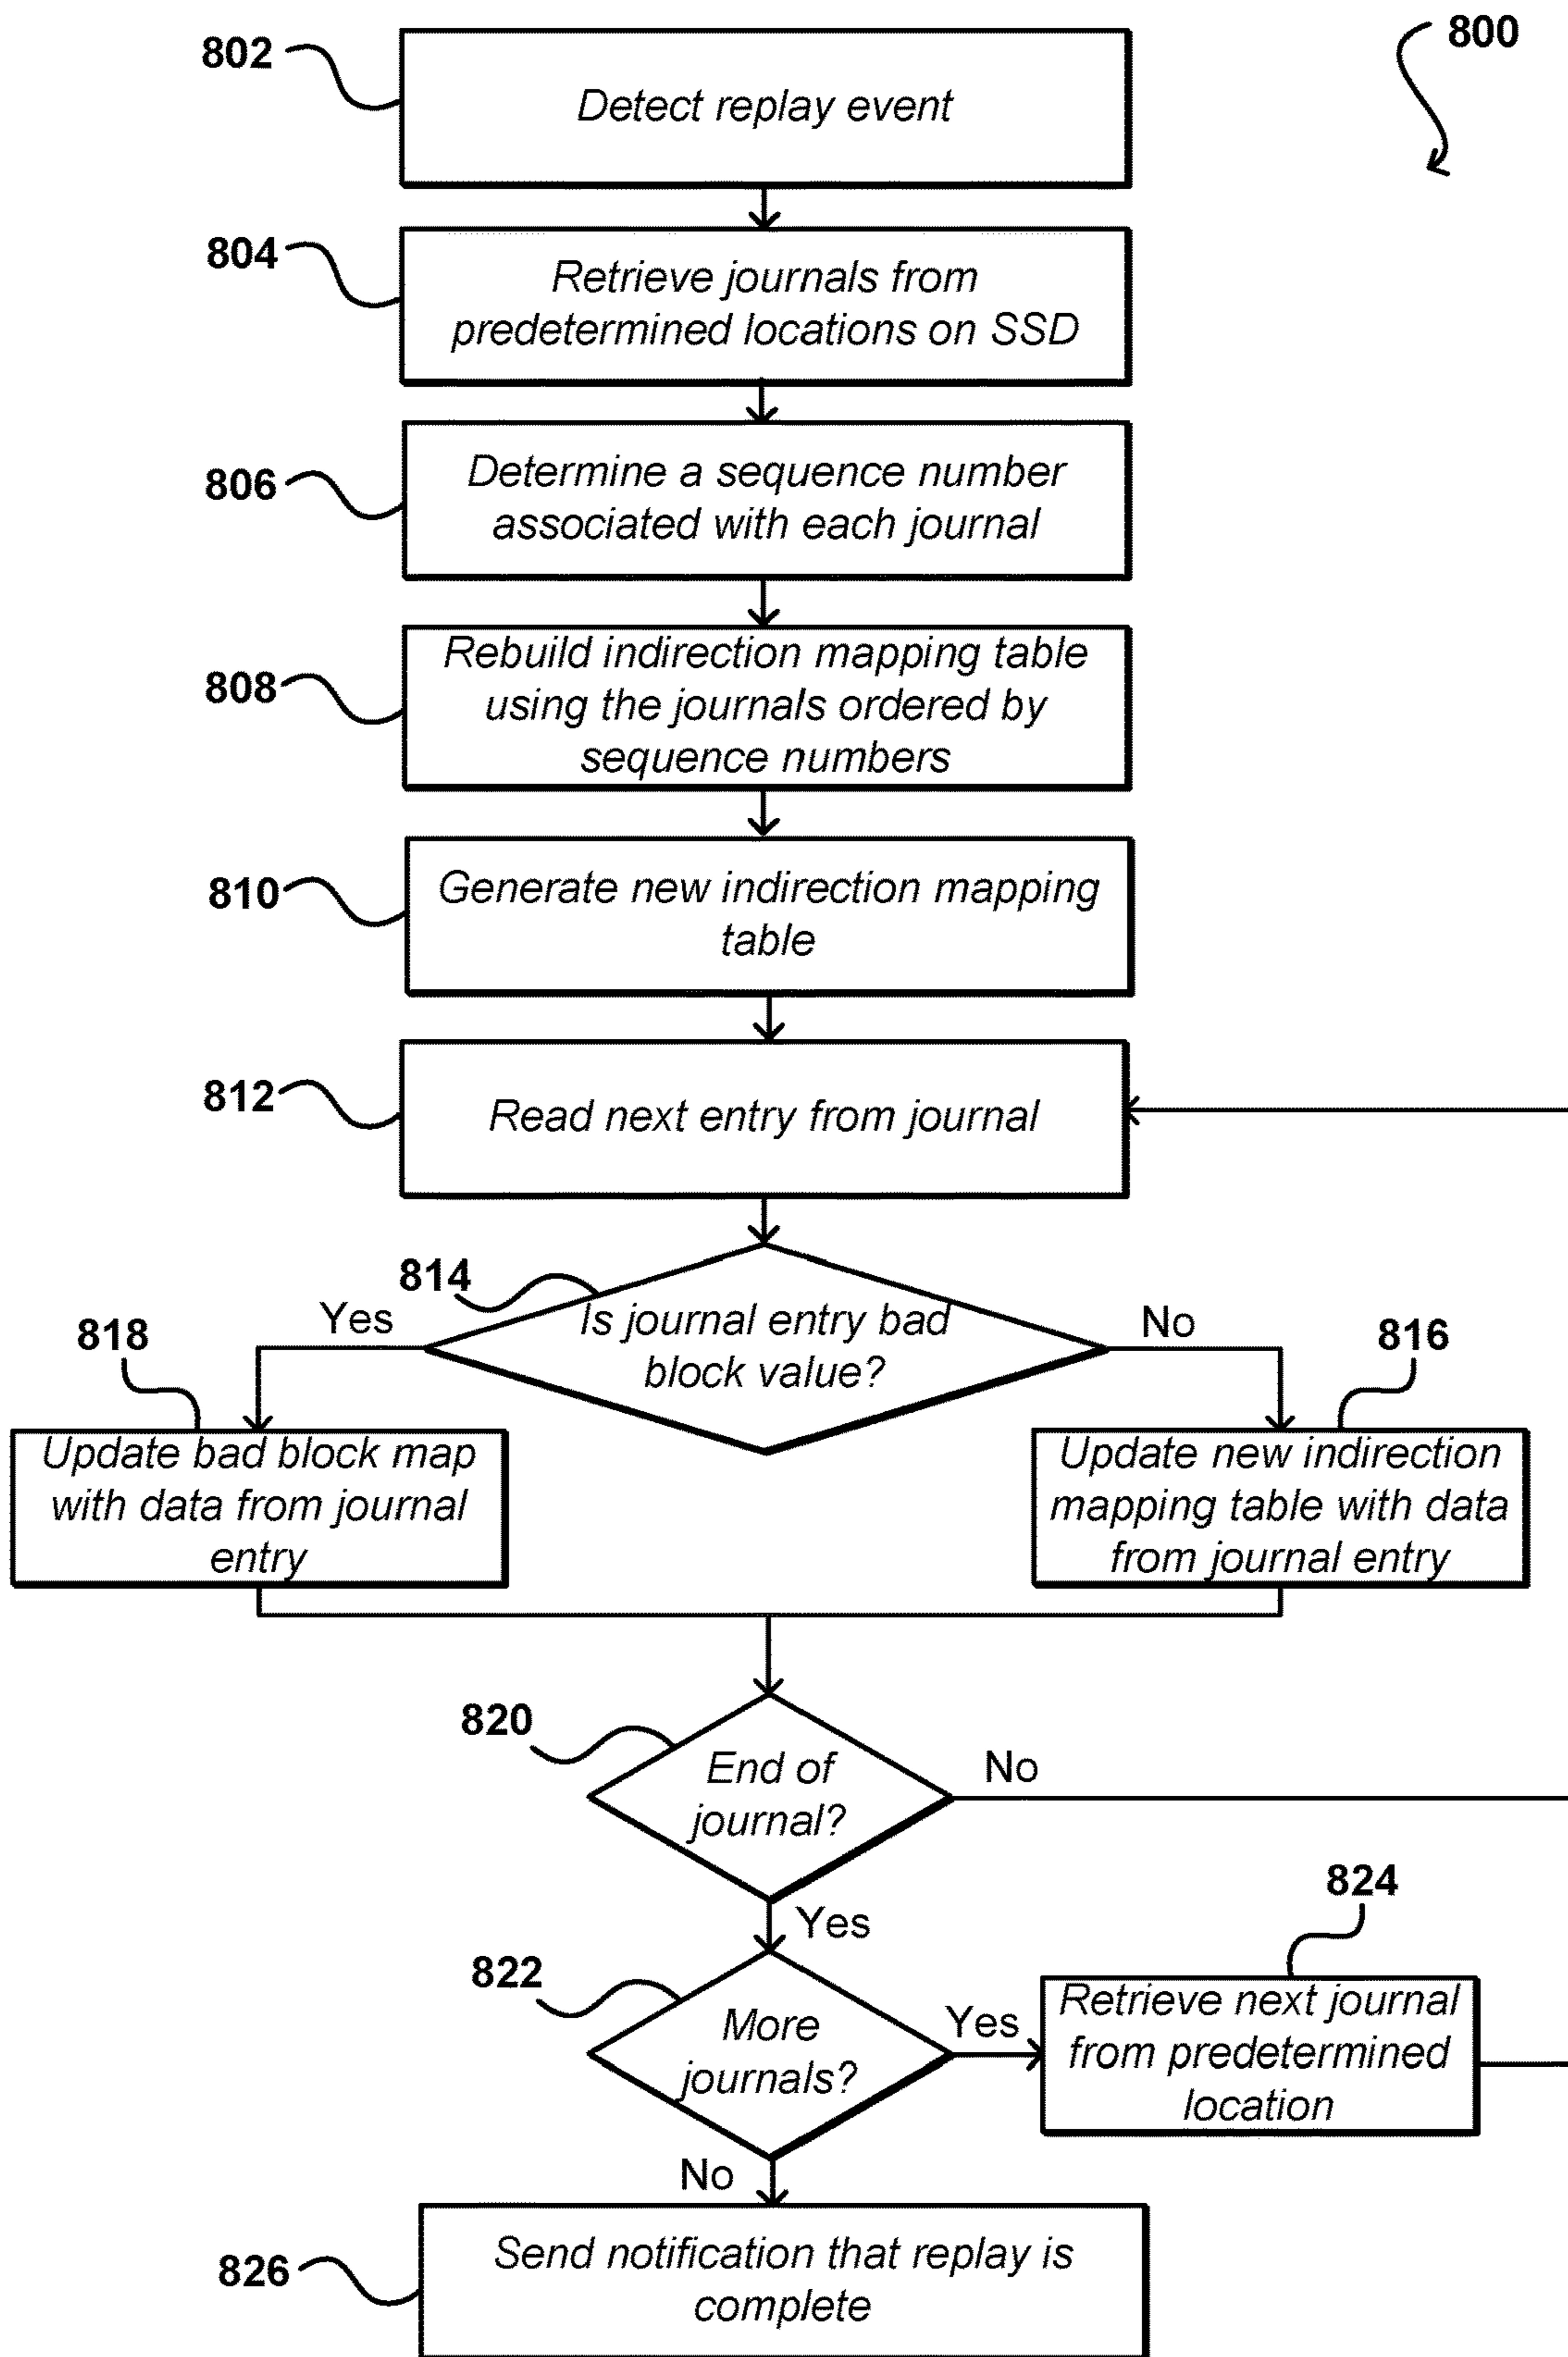 800
802
Detect replay event
804
Retrieve journals from
predetermined locations on SSD
806
Determine a sequence number
associated with each journal
808
Rebuild indirection mapping table
using the journals ordered by
sequence numbers
810
Generate new indirection mapping
table
812
Read next entry from journal
814
Is journal entry bad
block value?
Yes
No
818
Update bad block map
with data from journal
entry
816
Update new indirection
mapping table with data
from journal entry
820
End of
journal?
No
Yes
822
More
journals?
Yes
824
Retrieve next journal
from predetermined
location
No
826
Send notification that replay is
complete